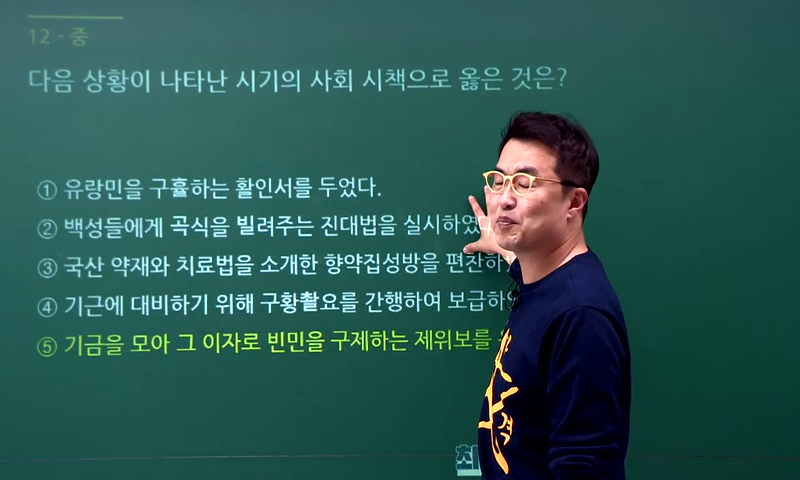 12 - 중
다음 상황이 나타난 시기의 사회 시책으로 옳은 것은?
① 유랑민을 구휼하는 활인서를 두었다.
② 백성들에게 곡식을 빌려주는 진대법을 실시하였다
③ 국산 약재와 치료법을 소개한 향약집성방을 편찬하
④ 기근에 대비하기 위해 구황촬요를 간행하여 보급하였
⑤ 기금을 모아 그 이자로 빈민을 구제하는 제위보를
격